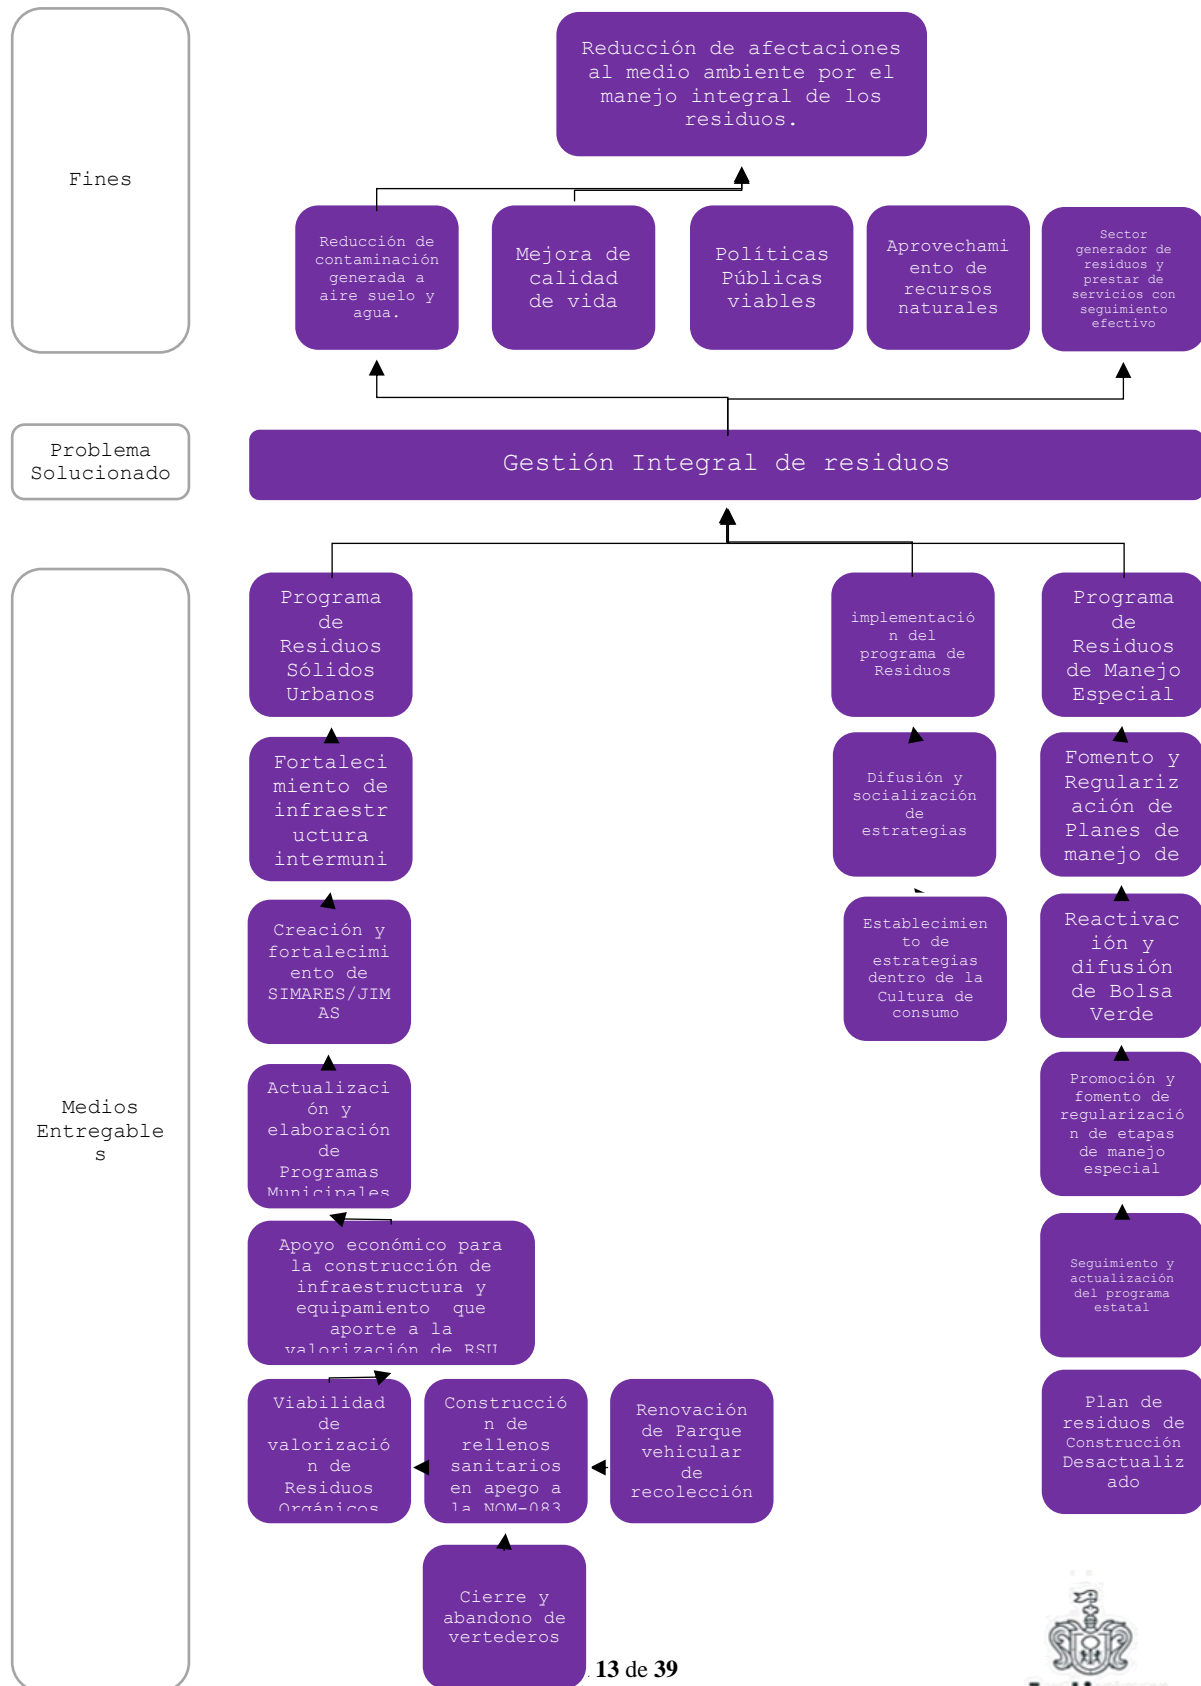 Reducción de afectaciones
al medio ambiente por el
manejo integral de los
residuos.
Fines
Reducción de
contaminación
generada a
aire suelo y
agua.
Mejora de
calidad
de vida
Políticas
Públicas
viables
Aprovechami
ento de
recursos
naturales
Sector
generador de
residuos y
prestar de
servicios con
seguimiento
efectivo
Problema
Solucionado
Gestión Integral de residuos
Medios
Entregable
s
Programa
de
Residuos
Sólidos
Urbanos
implementació
n del
programa de
Residuos
Programa
de
Residuos
de Manejo
Especial
Fortaleci
miento de
infraestr
uctura
intermuni
Difusión y
socialización
de
estrategias
Fomento y
Regulariz
ación de
Planes de
manejo de
Creación y
fortalecimi
ento de
SIMARES/JIM
AS
Establecimien
to de
estrategias
dentro de la
Cultura de
consumo
Reactivac
ión y
difusión
de Bolsa
Verde
Actualizaci
ón y
elaboración
de
Programas
Municipales
Promoción y
fomento de
regularizació
n de etapas
de manejo
especial
Apoyo económico para
la construcción de
infraestructura y
equipamiento que
aporte a la
valorización de RSU
Seguimiento y
actualización
del programa
estatal
Viabilidad
de
valorizació
n de
Residuos
Orgánicos
Construcció
n de
rellenos
sanitarios
en apego a
la NOM-083
Renovación
de Parque
vehicular
de
recolección
Plan de
residuos de
Construcción
Desactualiz
ado
Cierre y
abandono de
vertederos
13 de 39